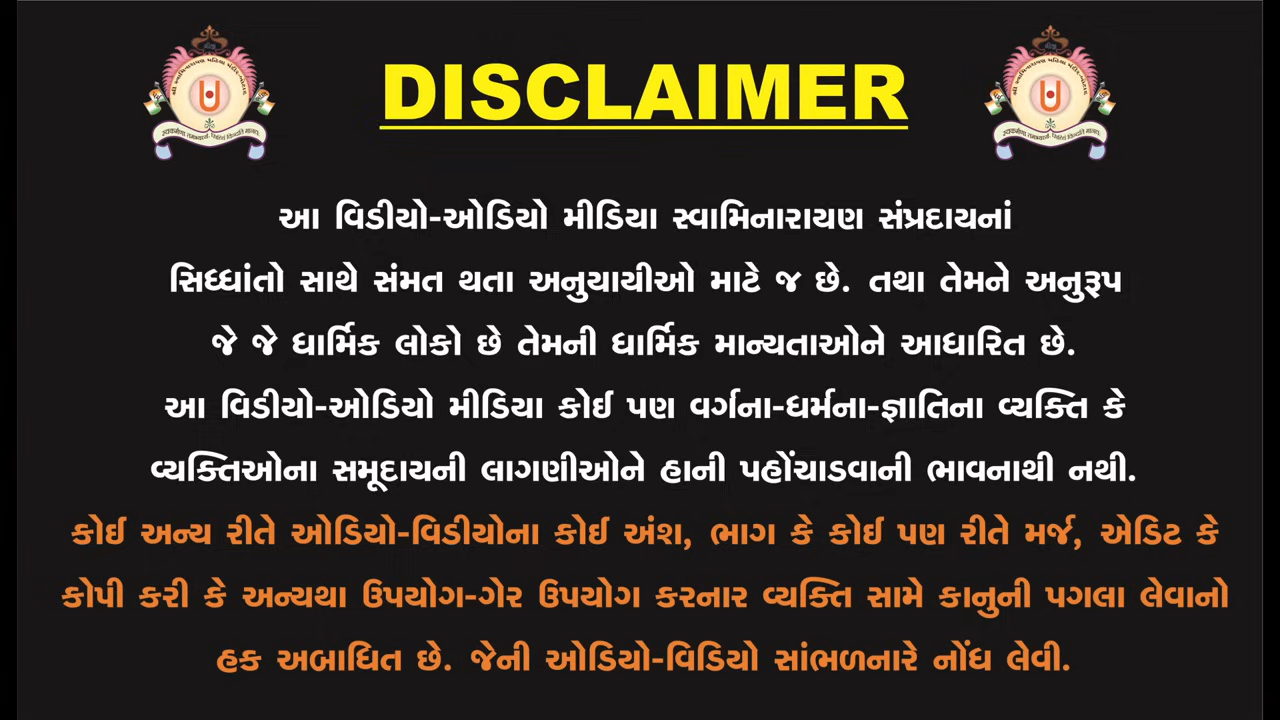 DISCLAIMER
આ વિડીયો-ઓડિયો મીડિયા સ્વામિનારાયણ સંપ્રદાયનાં
સિધ્ધાંતો સાથે સંમત થતા અનુયાયીઓ માટે જ છે. તથા તેમને અનુરૂપ
જે જે ધાર્મિક લોકો છે તેમની ધાર્મિક માન્યતાઓને આધારિત છે.
આ વિડીયો-ઓડિયો મીડિયા કોઈ પણ વર્ગના-ધર્મના-જ્ઞાતિના વ્યક્તિ કે
વ્યક્તિઓના સમૂદાયની લાગણીઓને હાની પહોંચાડવાની ભાવનાથી નથી.
કોઈ અન્ય રીતે ઓડિયો-વિડીયોના કોઈ અંશ, ભાગ કે કોઈ પણ રીતે મર્જ, એડિટ કે
કોપી કરી કે અન્યથા ઉપયોગ-ગેર ઉપયોગ કરનાર વ્યક્તિ સામે કાનુની પગલા લેવાનો
હક અબાધિત છે. જેની ઓડિયો-વિડિયો સાંભળનારે નોંધ લેવી.